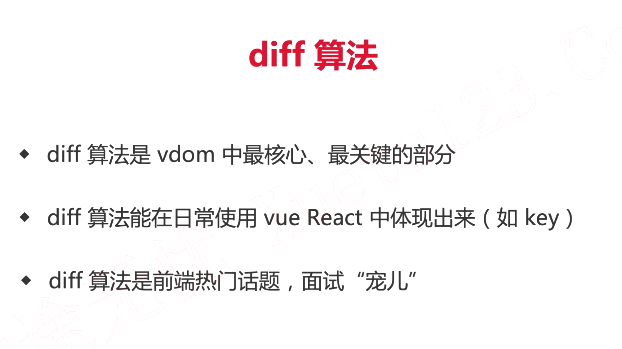 diff 算法
◆ diff 算法是 vdom 中最核心、最关键的部分
◆ diff 算法能在日常使用 vue React 中体现出来（如 key）
◆ diff 算法是前端热门话题，面试“宠儿”